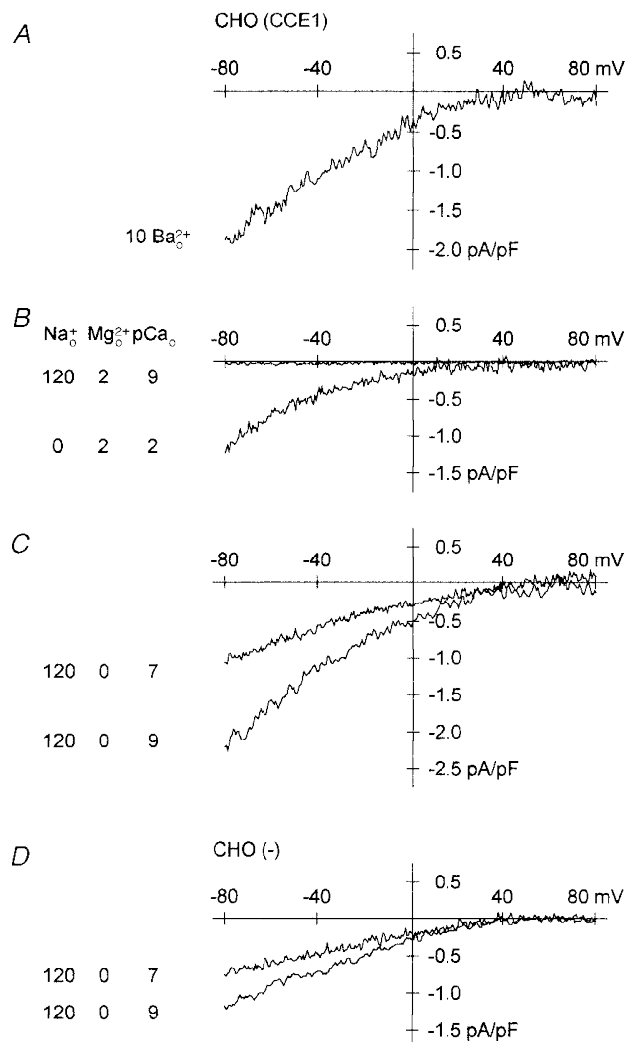 A
CHO (CCE1)
0.5
-80 -40 40 80 mV
-0.5
-1.0
-1.5
10 Ba²⁺ₒ
-2.0 pA/pF
B
Na⁺ₒ Mg²⁺ₒ pCaₒ
0.5
-80 -40 40 80 mV
120 2 9
-0.5
0 2 2
-1.0
-1.5 pA/pF
C
0.5
-80 -40 40 80 mV
-0.5
-1.0
120 0 7
-1.5
120 0 9
-2.0
-2.5 pA/pF
D
CHO (-)
0.5
-80 -40 40 80 mV
-0.5
120 0 7
-1.0
120 0 9
-1.5 pA/pF